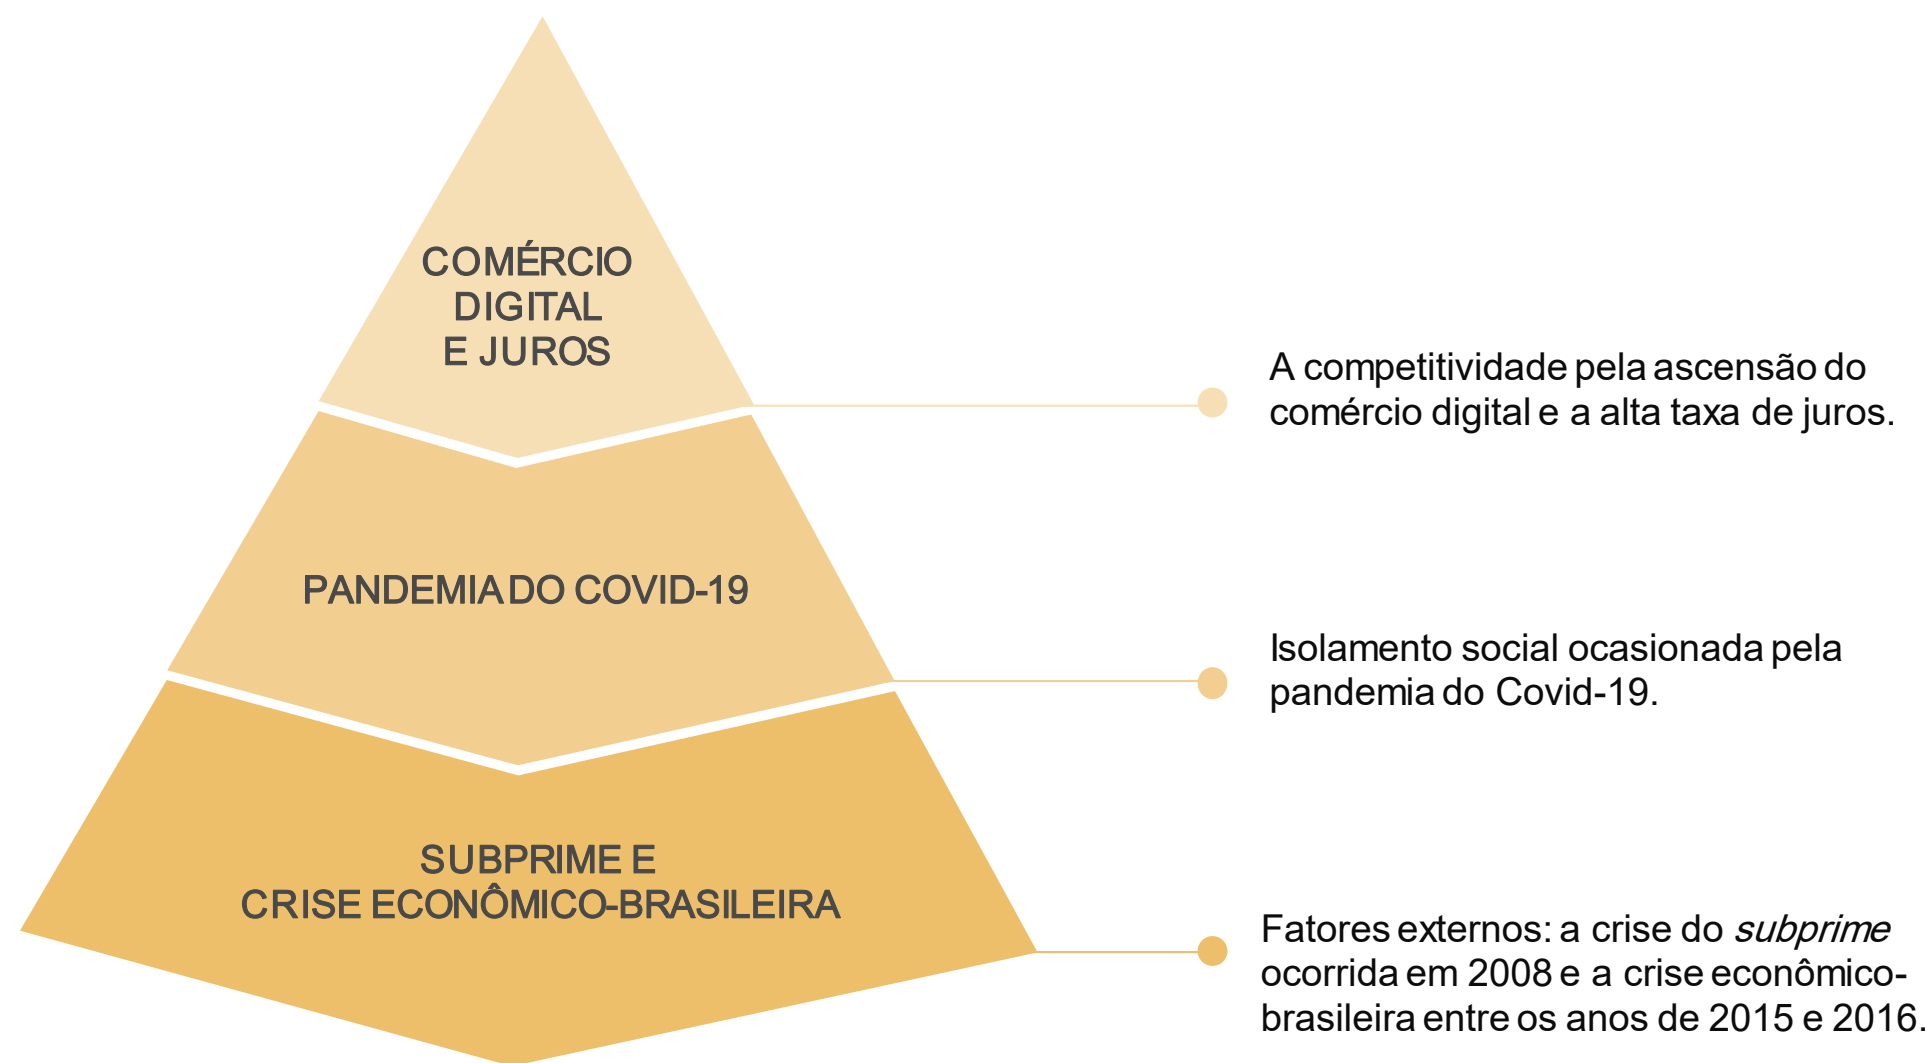 COMÉRCIO
DIGITAL
E JUROS
A competitividade pela ascensão do
comércio digital e a alta taxa de juros.
PANDEMIA DO COVID-19
Isolamento social ocasionada pela
pandemia do Covid-19.
SUBPRIME E
CRISE ECONÔMICO-BRASILEIRA
Fatores externos: a crise do subprime
ocorrida em 2008 e a crise econômico-
brasileira entre os anos de 2015 e 2016.